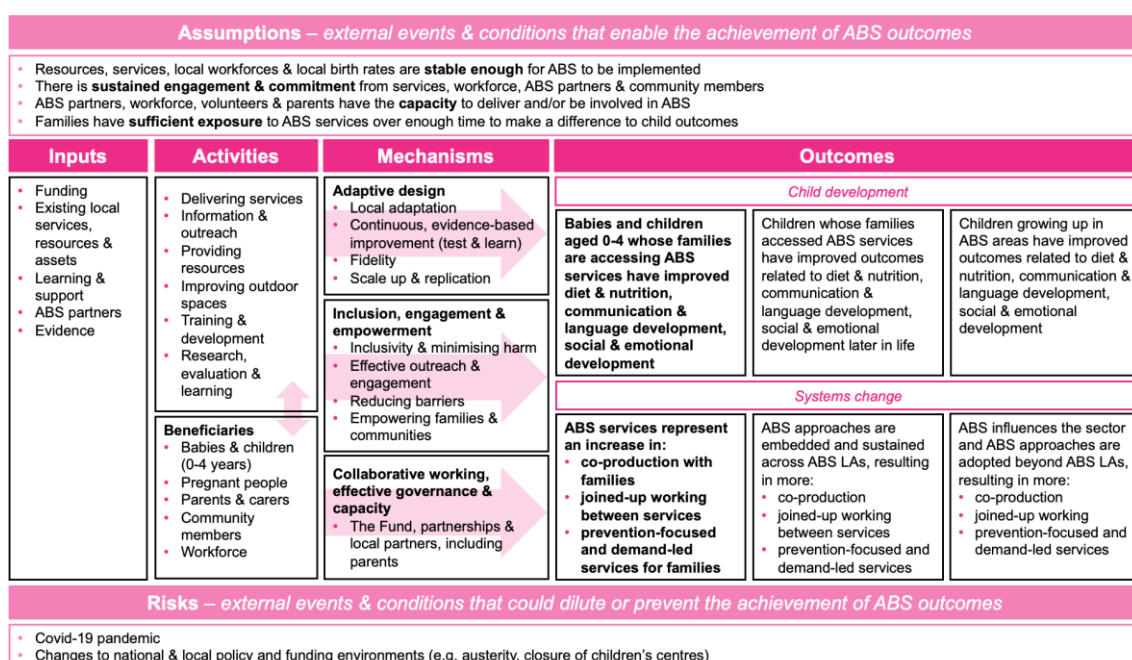 Assumptions – external events & conditions that enable the achievement of ABS outcomes
• Resources, services, local workforces & local birth rates are stable enough for ABS to be implemented
• There is sustained engagement & commitment from services, workforce, ABS partners & community members
• ABS partners, workforce, volunteers & parents have the capacity to deliver and/or be involved in ABS
• Families have sufficient exposure to ABS services over enough time to make a difference to child outcomes
Inputs
• Funding
• Existing local
services,
resources &
assets
• Learning &
support
• ABS partners
• Evidence
Activities
• Delivering services
• Information &
outreach
• Providing
resources
• Improving outdoor
spaces
• Training &
development
• Research,
evaluation &
learning
Beneficiaries
• Babies & children
(0-4 years)
• Pregnant people
• Parents & carers
• Community
members
• Workforce
Mechanisms
Adaptive design
• Local adaptation
• Continuous, evidence-based
improvement (test & learn)
• Fidelity
• Scale up & replication
Inclusion, engagement &
empowerment
• Inclusivity & minimising harm
• Effective outreach &
engagement
• Reducing barriers
• Empowering families &
communities
Collaborative working,
effective governance &
capacity
• The Fund, partnerships &
local partners, including
parents
Outcomes
Child development
Babies and children
aged 0-4 whose families
are accessing ABS
services have improved
diet & nutrition,
communication &
language development,
social & emotional
development
Children whose families
accessed ABS services
have improved outcomes
related to diet & nutrition,
communication &
language development,
social & emotional
development later in life
Children growing up in
ABS areas have improved
outcomes related to diet &
nutrition, communication &
language development,
social & emotional
development
Systems change
ABS services represent
an increase in:
• co-production with
families
• joined-up working
between services
• prevention-focused
and demand-led
services for families
ABS approaches are
embedded and sustained
across ABS LAs, resulting
in more:
• co-production
• joined-up working
between services
• prevention-focused and
demand-led services
ABS influences the sector
and ABS approaches are
adopted beyond ABS LAs,
resulting in more:
• co-production
• joined-up working
• prevention-focused and
demand-led services
Risks – external events & conditions that could dilute or prevent the achievement of ABS outcomes
• Covid-19 pandemic
• Changes to national & local policy and funding environments (e.g. austerity, closure of children's centres)